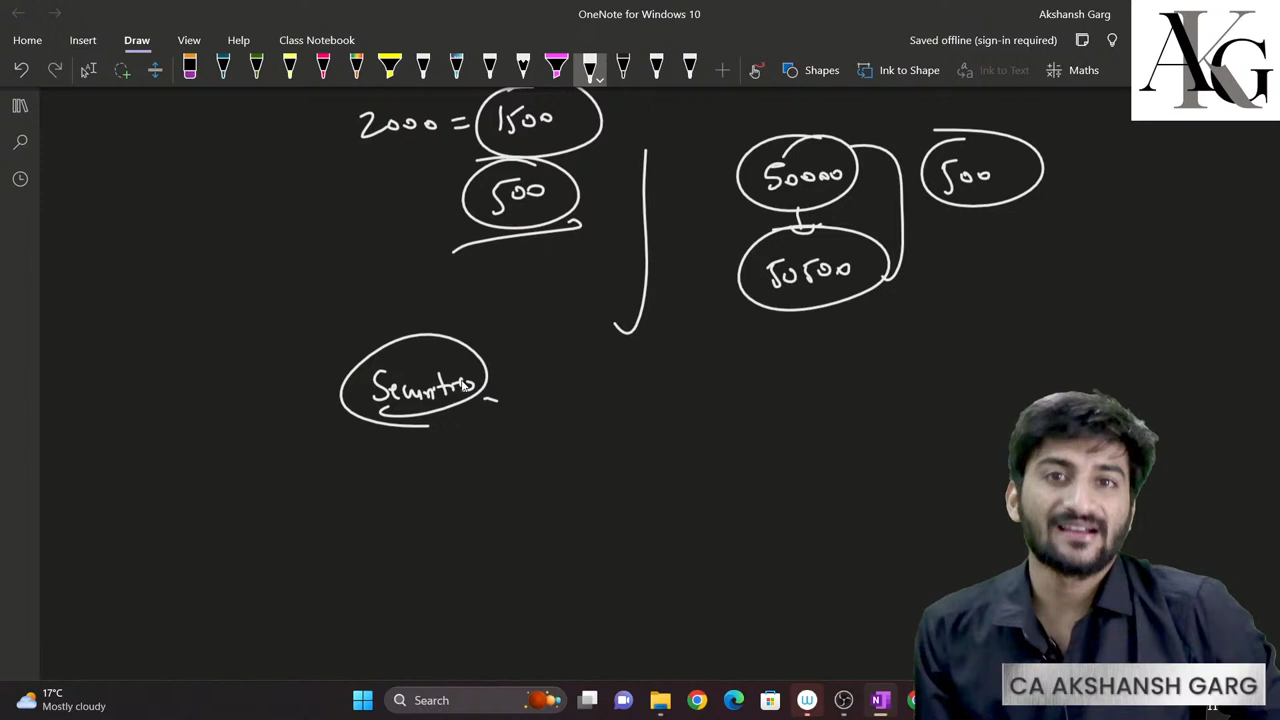 OneNote for Windows 10
Akshansh Garg
Home Insert Draw View Help Class Notebook
Saved offline (sign-in required)
Shapes Ink to Shape Ink to Text Maths
AKG
2000 = 1500
500
50000
500
50500
Securities
CA AKSHANSH GARG
17°C
Mostly cloudy
Search